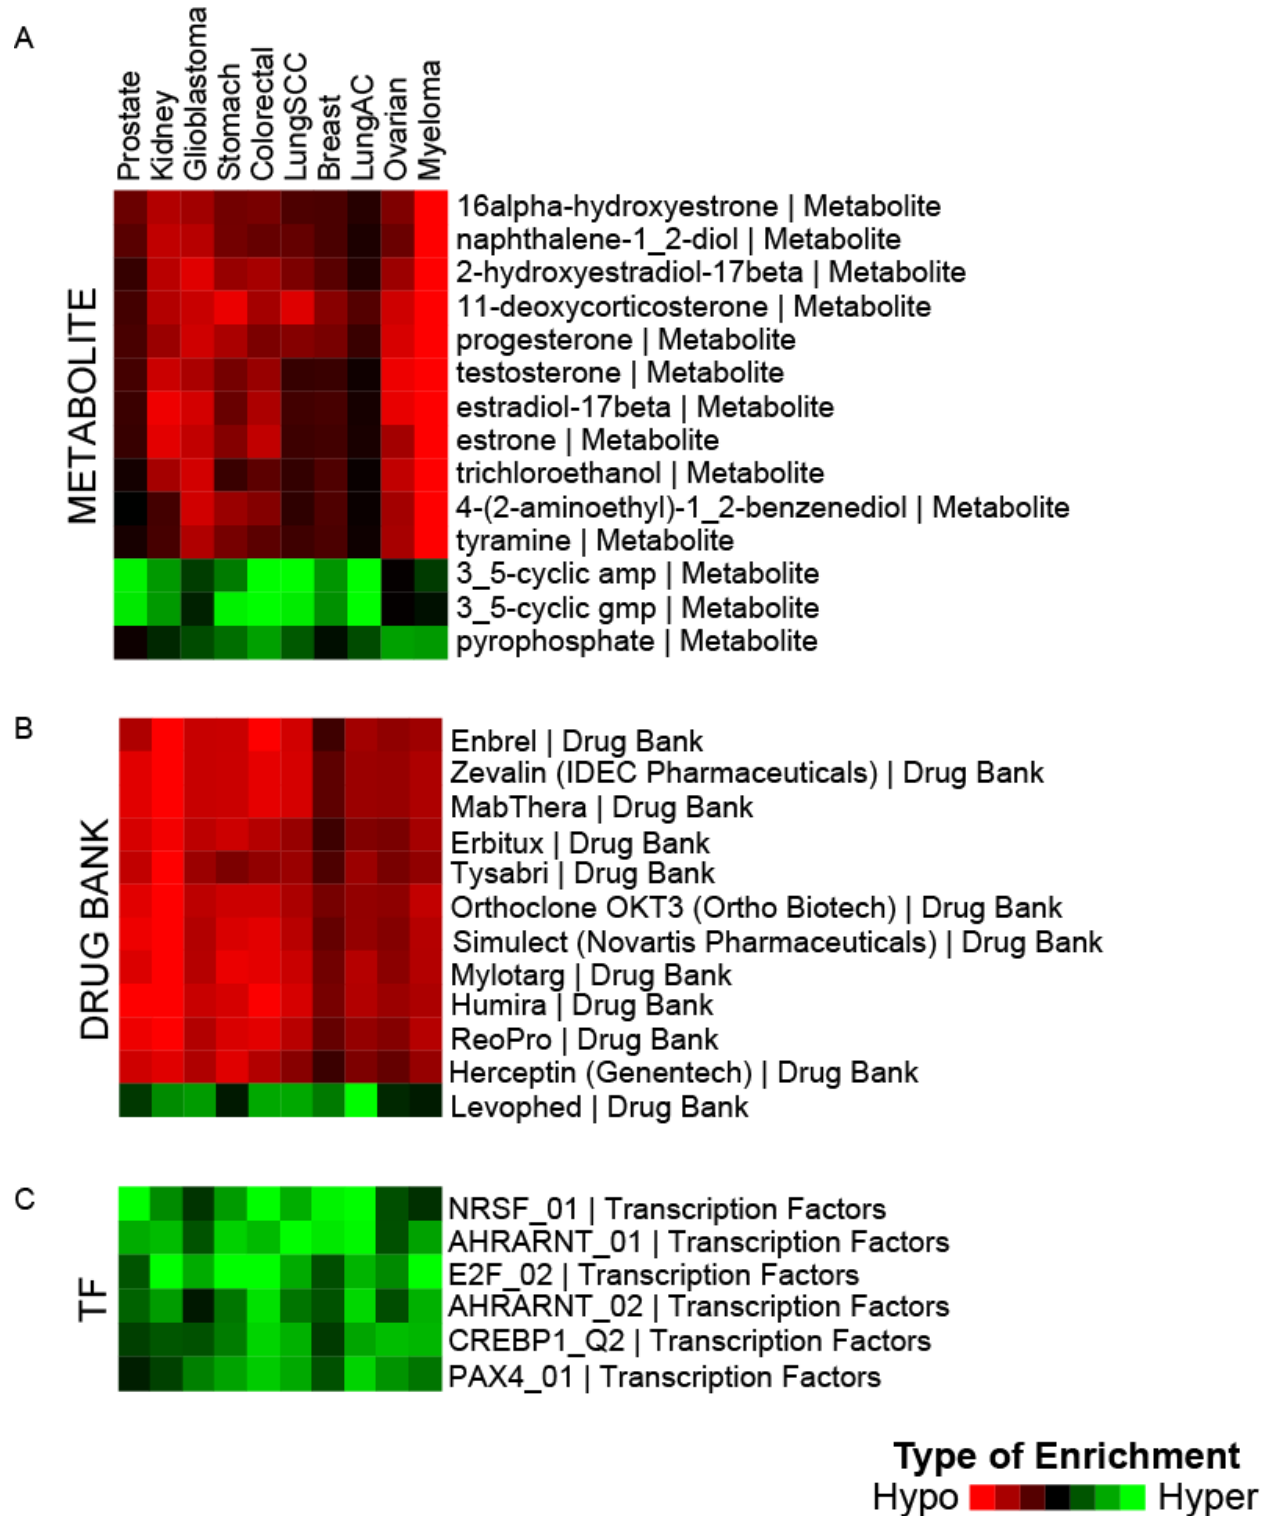 A
Prostate
Kidney
Glioblastoma
Stomach
Colorectal
LungSCC
Breast
LungAC
Ovarian
Myeloma
METABOLITE
16alpha-hydroxyestrone | Metabolite
naphthalene-1_2-diol | Metabolite
2-hydroxyestradiol-17beta | Metabolite
11-deoxycorticosterone | Metabolite
progesterone | Metabolite
testosterone | Metabolite
estradiol-17beta | Metabolite
estrone | Metabolite
trichloroethanol | Metabolite
4-(2-aminoethyl)-1_2-benzenediol | Metabolite
tyramine | Metabolite
3_5-cyclic amp | Metabolite
3_5-cyclic gmp | Metabolite
pyrophosphate | Metabolite
B
DRUG BANK
Enbrel | Drug Bank
Zevalin (IDEC Pharmaceuticals) | Drug Bank
MabThera | Drug Bank
Erbitux | Drug Bank
Tysabri | Drug Bank
Orthoclone OKT3 (Ortho Biotech) | Drug Bank
Simulect (Novartis Pharmaceuticals) | Drug Bank
Mylotarg | Drug Bank
Humira | Drug Bank
ReoPro | Drug Bank
Herceptin (Genentech) | Drug Bank
Levophed | Drug Bank
C
TF
NRSF_01 | Transcription Factors
AHRARNT_01 | Transcription Factors
E2F_02 | Transcription Factors
AHRARNT_02 | Transcription Factors
CREBP1_Q2 | Transcription Factors
PAX4_01 | Transcription Factors
Type of Enrichment
Hypo Hyper